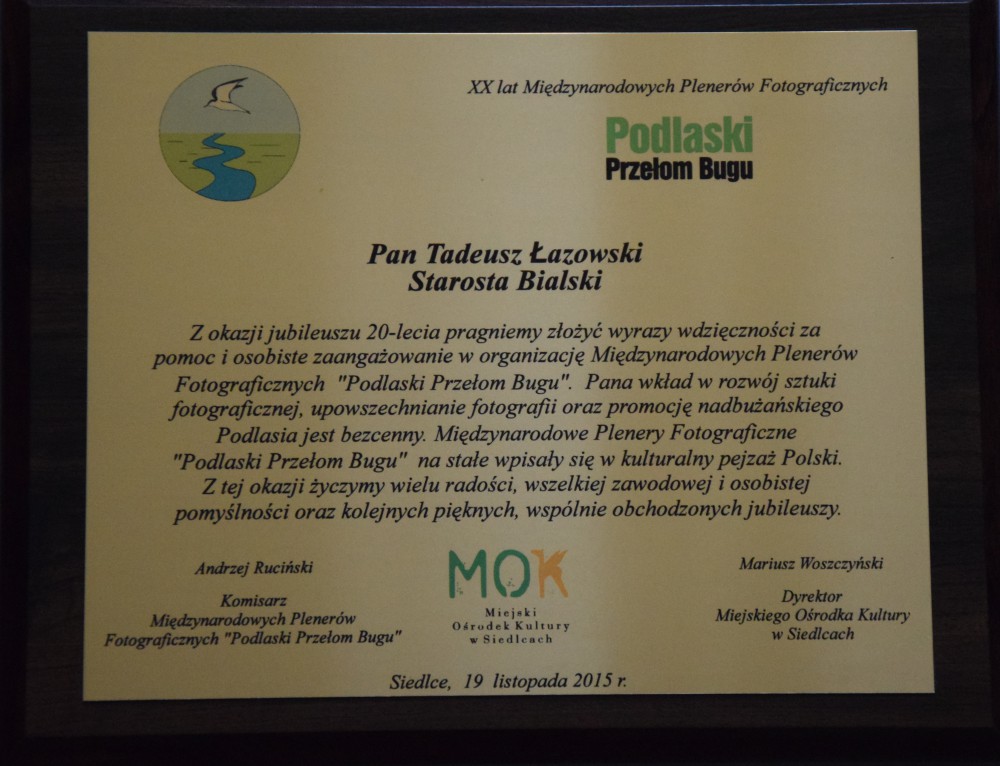 XX lat Międzynarodowych Plenerów Fotograficznych
Podlaski
Przełom Bugu
Pan Tadeusz Łazowski
Starosta Bialski
Z okazji jubileuszu 20-lecia pragniemy złożyć wyrazy wdzięczności za
pomoc i osobiste zaangażowanie w organizację Międzynarodowych Plenerów
Fotograficznych "Podlaski Przełom Bugu". Pana wkład w rozwój sztuki
fotograficznej, upowszechnianie fotografii oraz promocję nadbużańskiego
Podlasia jest bezcenny. Międzynarodowe Plenery Fotograficzne
"Podlaski Przełom Bugu" na stałe wpisały się w kulturalny pejzaż Polski.
Z tej okazji życzymy wielu radości, wszelkiej zawodowej i osobistej
pomyślności oraz kolejnych pięknych, wspólnie obchodzonych jubileuszy.
Andrzej Ruciński
Komisarz
Międzynarodowych Plenerów
Fotograficznych "Podlaski Przełom Bugu"
MOK
Miejski
Ośrodek Kultury
w Siedlcach
Mariusz Woszczyński
Dyrektor
Miejskiego Ośrodka Kultury
w Siedlcach
Siedlce, 19 listopada 2015 r.